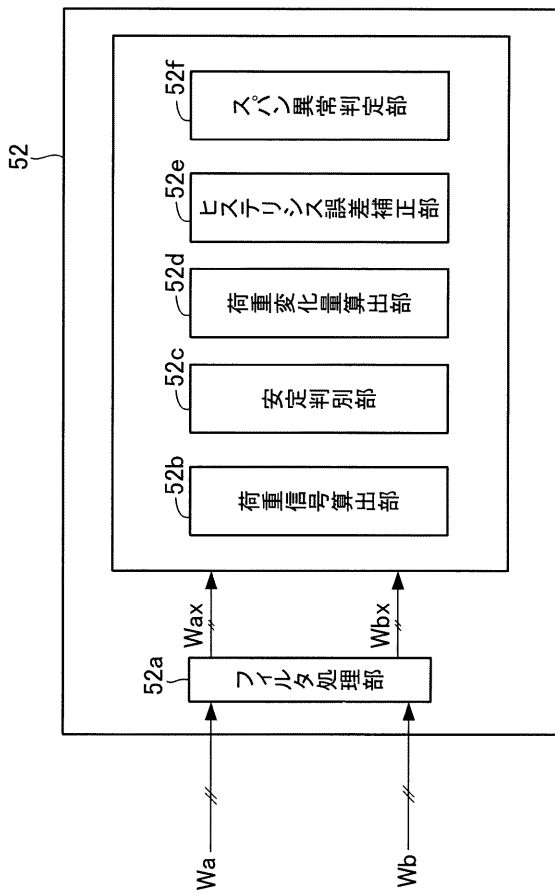 52
52a
フィルタ処理部
Wa
Wb
Wax
Wbx
52b
荷重信号算出部
52c
安定判別部
52d
荷重変化量算出部
52e
ヒステリシス誤差補正部
52f
スパン異常判定部